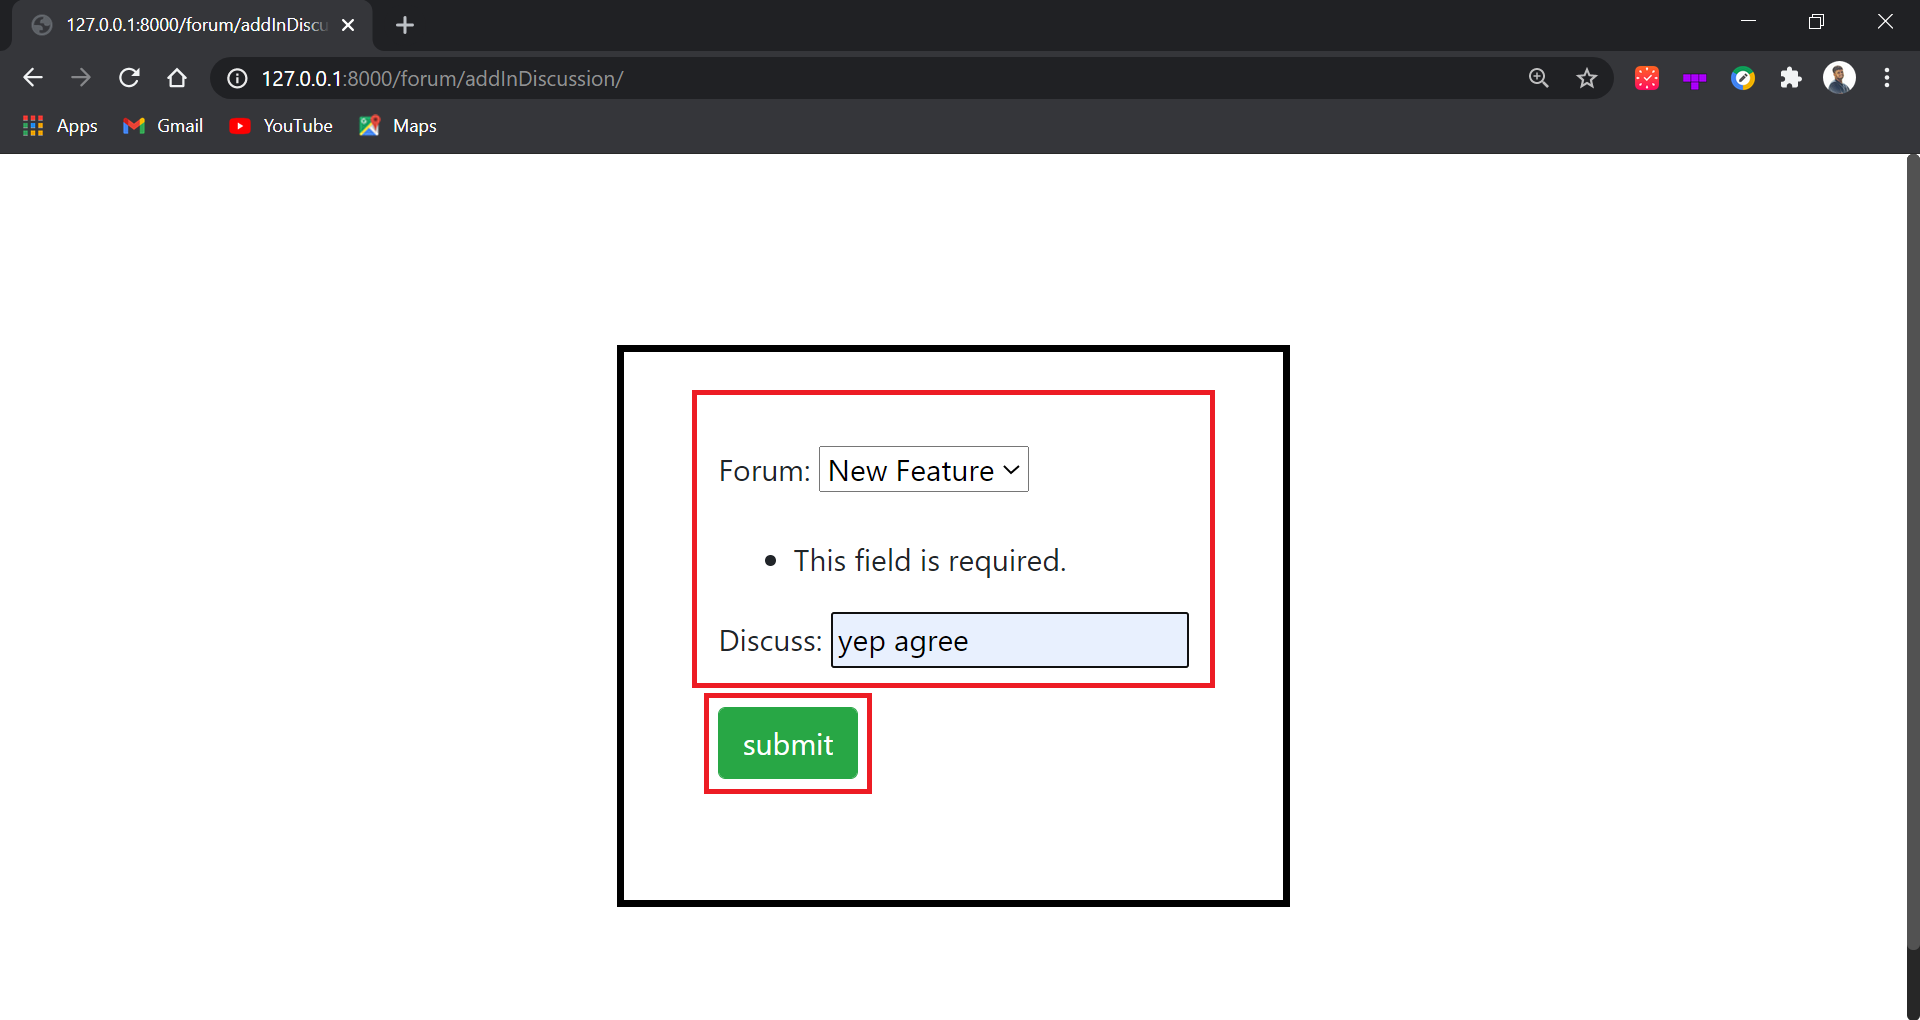 127.0.0.1:8000/forum/addInDiscu
127.0.0.1:8000/forum/addInDiscussion/
Apps Gmail YouTube Maps
Forum: New Feature
• This field is required.
Discuss: yep agree
submit